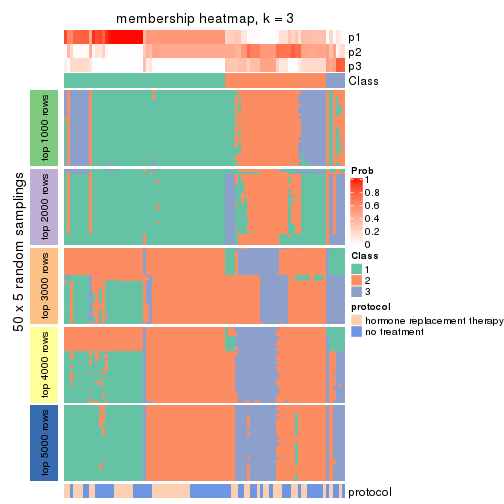 membership heatmap, k = 3
p1
p2
p3
Class
50 x 5 random samplings
top 1000 rows
top 2000 rows
top 3000 rows
top 4000 rows
top 5000 rows
Prob
1
0.8
0.6
0.4
0.2
0
Class
1
2
3
protocol
hormone replacement therapy
no treatment
protocol